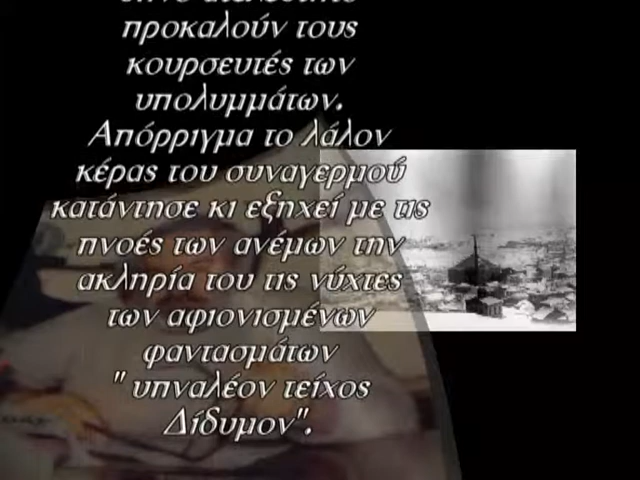 προκαλούν τους
κουρσευτές των
υπολυμμάτων.
Απόρριγμα το λάλον
κέρας του συναγερμού
κατάντησε κι εξηχεί με τις
πνοές των ανέμων την
ακληρία του τις νύχτες
των αφιονισμένων
φαντασμάτων
" υπναλέον τείχος
Δίδυμον".